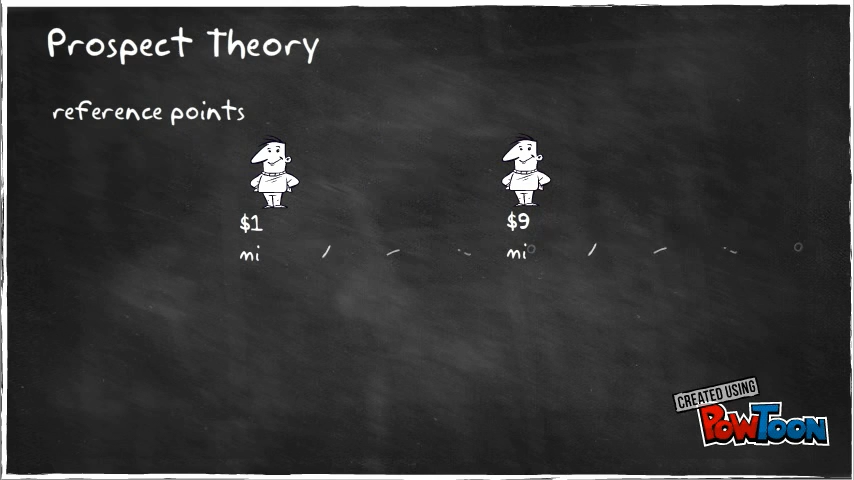 Prospect Theory
reference points
$1
$9
mi
mi
CREATED USING
POWTOON